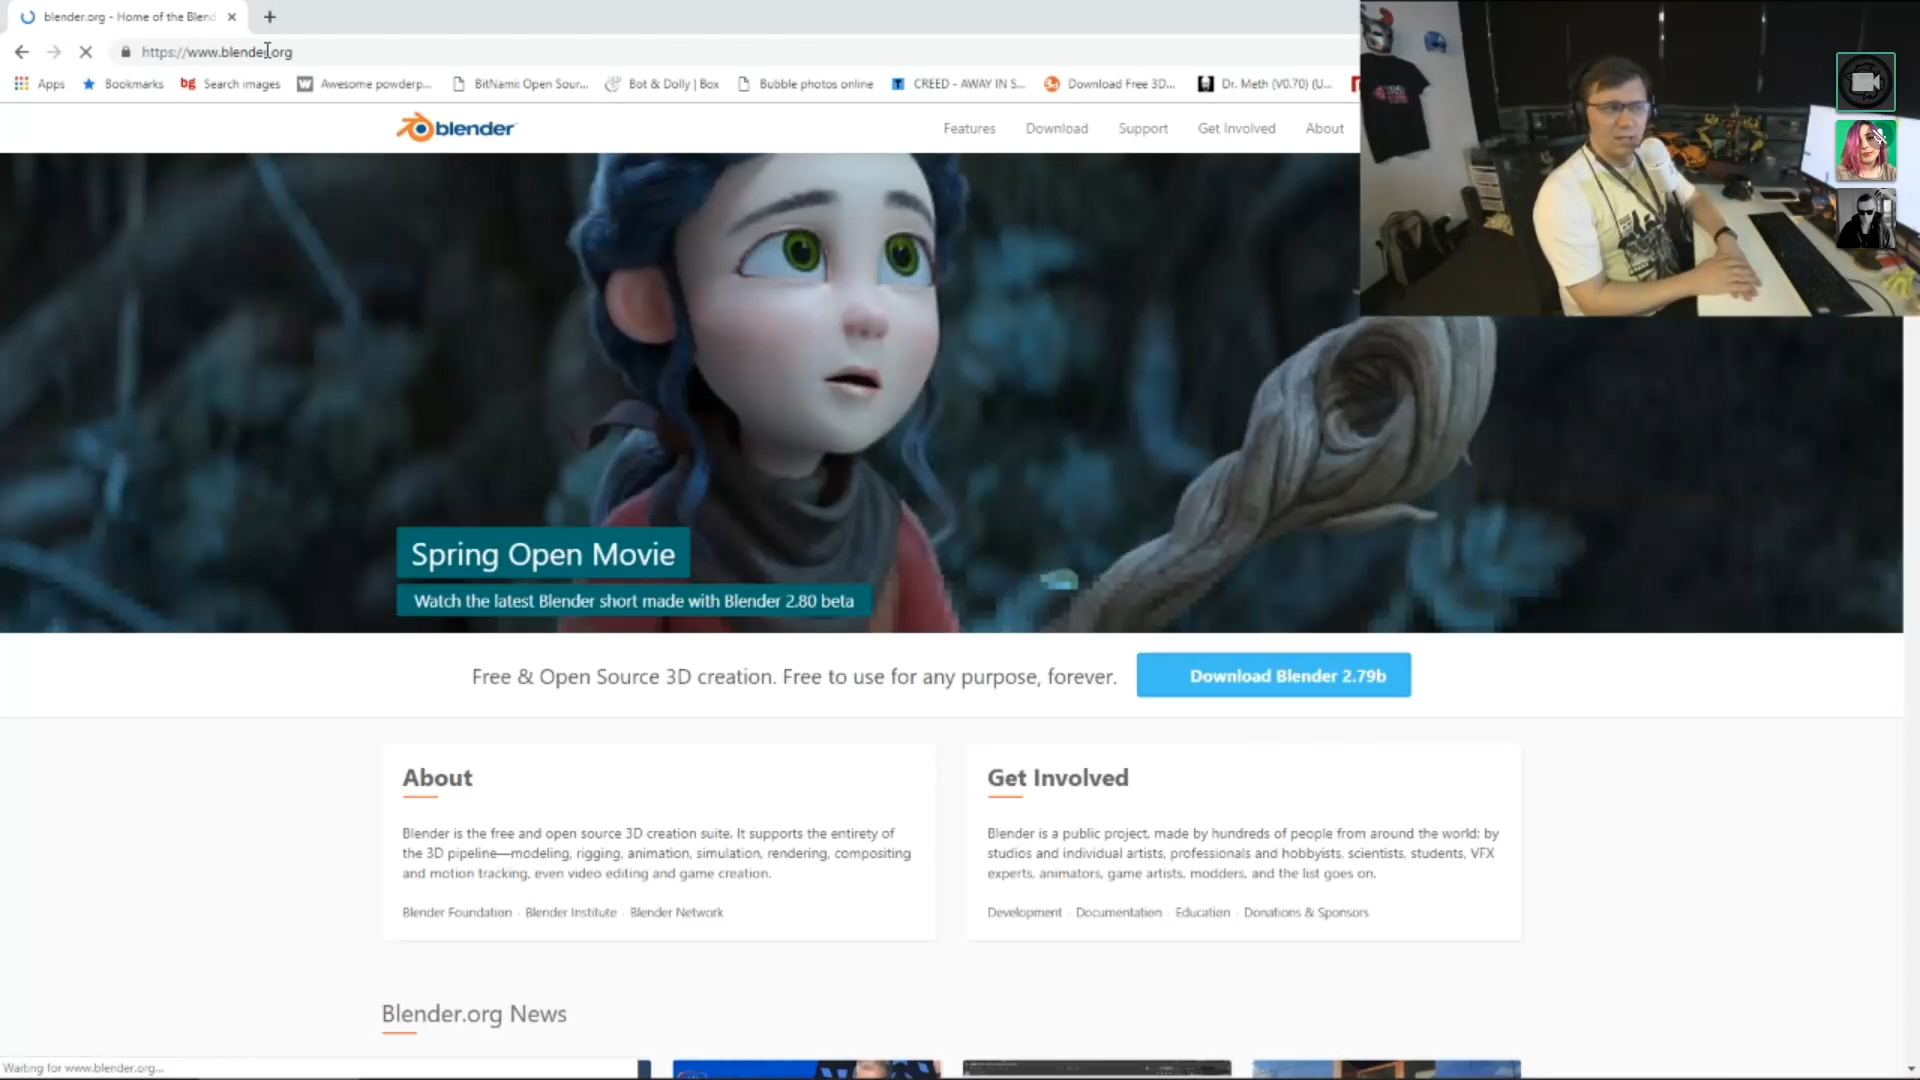 blender.org - Home of the Blend
https://www.blender.org
Apps
Bookmarks
bg Search images
W Awesome powderp...
BitNami Open Sour...
Bot & Dolly | Box
Bubble photos online
T CREED - AWAY IN S...
Download Free 3D...
Dr. Meth (V0.70) (U...
blender
Features
Download
Support
Get Involved
About
Spring Open Movie
Watch the latest Blender short made with Blender 2.80 beta
Free & Open Source 3D creation. Free to use for any purpose, forever.
Download Blender 2.79b
About
Blender is the free and open source 3D creation suite. It supports the entirety of
the 3D pipeline—modeling, rigging, animation, simulation, rendering, compositing
and motion tracking, even video editing and game creation.
Blender Foundation · Blender Institute · Blender Network
Get Involved
Blender is a public project, made by hundreds of people from around the world: by
studios and individual artists, professionals and hobbyists, scientists, students, VFX
experts, animators, game artists, modders, and the list goes on.
Development · Documentation · Education · Donations & Sponsors
Blender.org News
Waiting for www.blender.org...